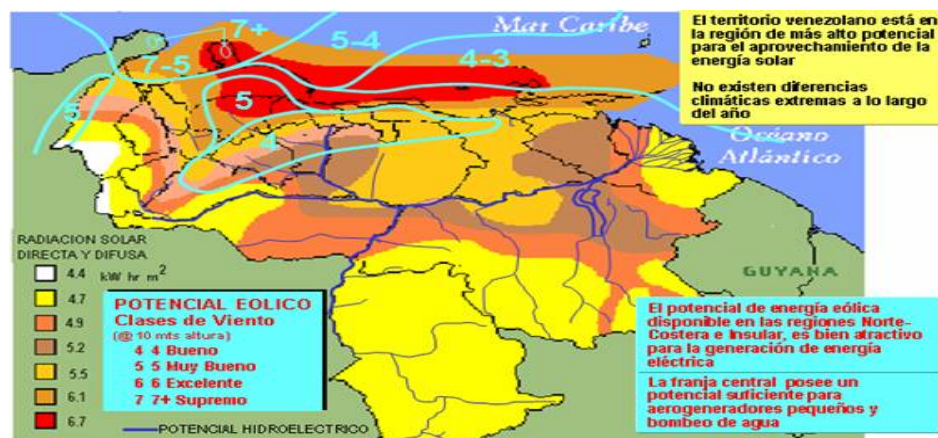 7+
5-4
Mar Caribe
6
6
7-5
4-3
5
5
4
El territorio venezolano está en
la región de más alto potencial
para el aprovechamiento de la
energía solar
No existen diferencias
climáticas extremas a lo largo
del año
Océano
Atlántico
RADIACION SOLAR
DIRECTA Y DIFUSA
4.4 kW hr m2
4.7
4.9
5.2
5.5
6.1
6.7
POTENCIAL EOLICO
Clases de Viento
(@ 10 mts altura)
4 4 Bueno
5 5 Muy Bueno
6 6 Excelente
7 7+ Supremo
POTENCIAL HIDROELECTRICO
GUYANA
El potencial de energía eólica
disponible en las regiones Norte-
Costera e Insular, es bien atractivo
para la generación de energía
eléctrica
La franja central posee un
potencial suficiente para
aerogeneradores pequeños y
bombeo de agua